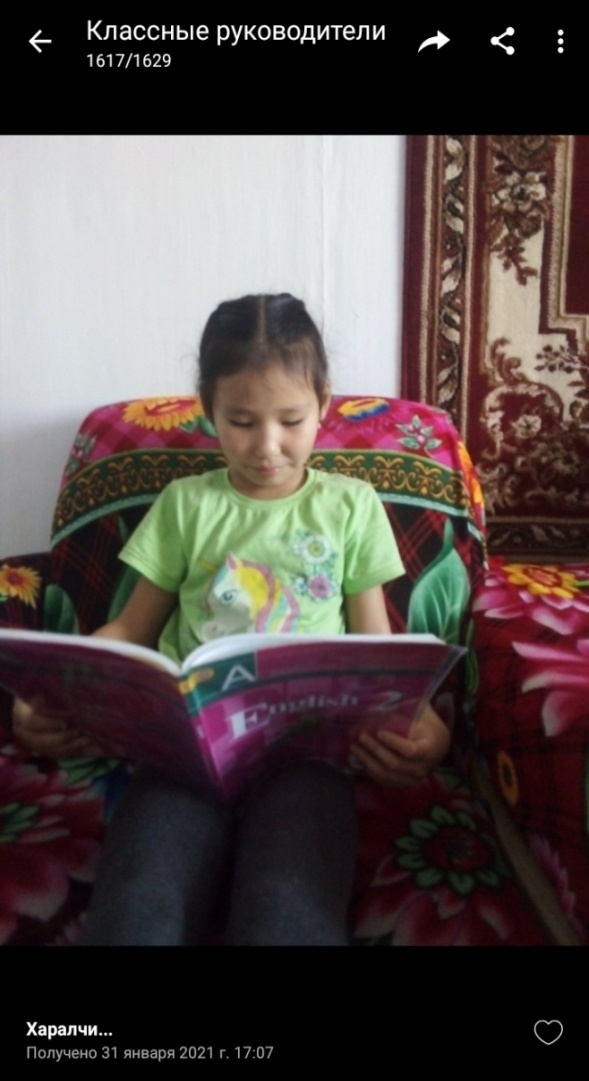 Классные руководители
1617/1629
A
English 2
Харалчи...
Получено 31 января 2021 г. 17:07